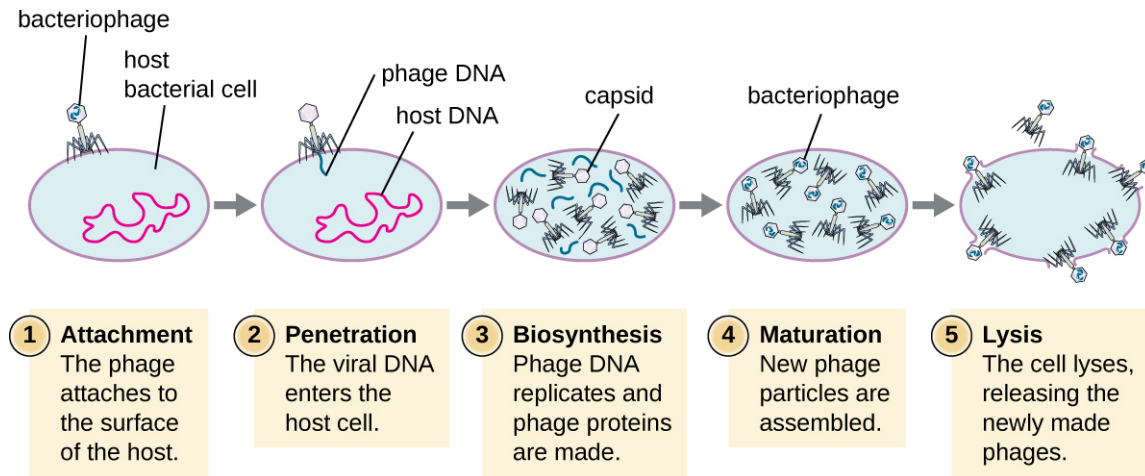 bacteriophage
host
bacterial cell
phage DNA
host DNA
capsid
bacteriophage
1 Attachment
The phage
attaches to
the surface
of the host.
2 Penetration
The viral DNA
enters the
host cell.
3 Biosynthesis
Phage DNA
replicates and
phage proteins
are made.
4 Maturation
New phage
particles are
assembled.
5 Lysis
The cell lyses,
releasing the
newly made
phages.